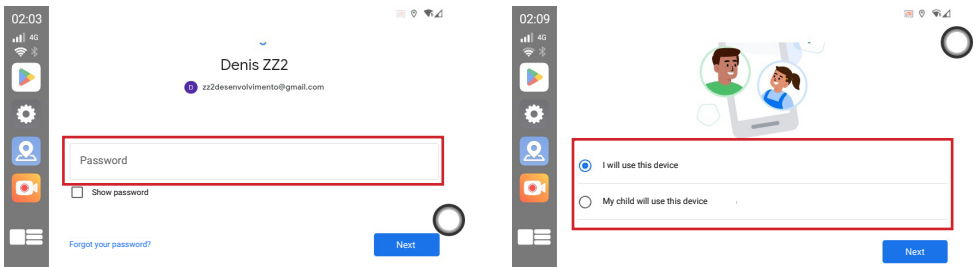 02:03
4G
Denis ZZ2
D zz2desenvolvimento@gmail.com
Password
Show password
Forgot your password?
Next
02:09
4G
I will use this device
My child will use this device
Next